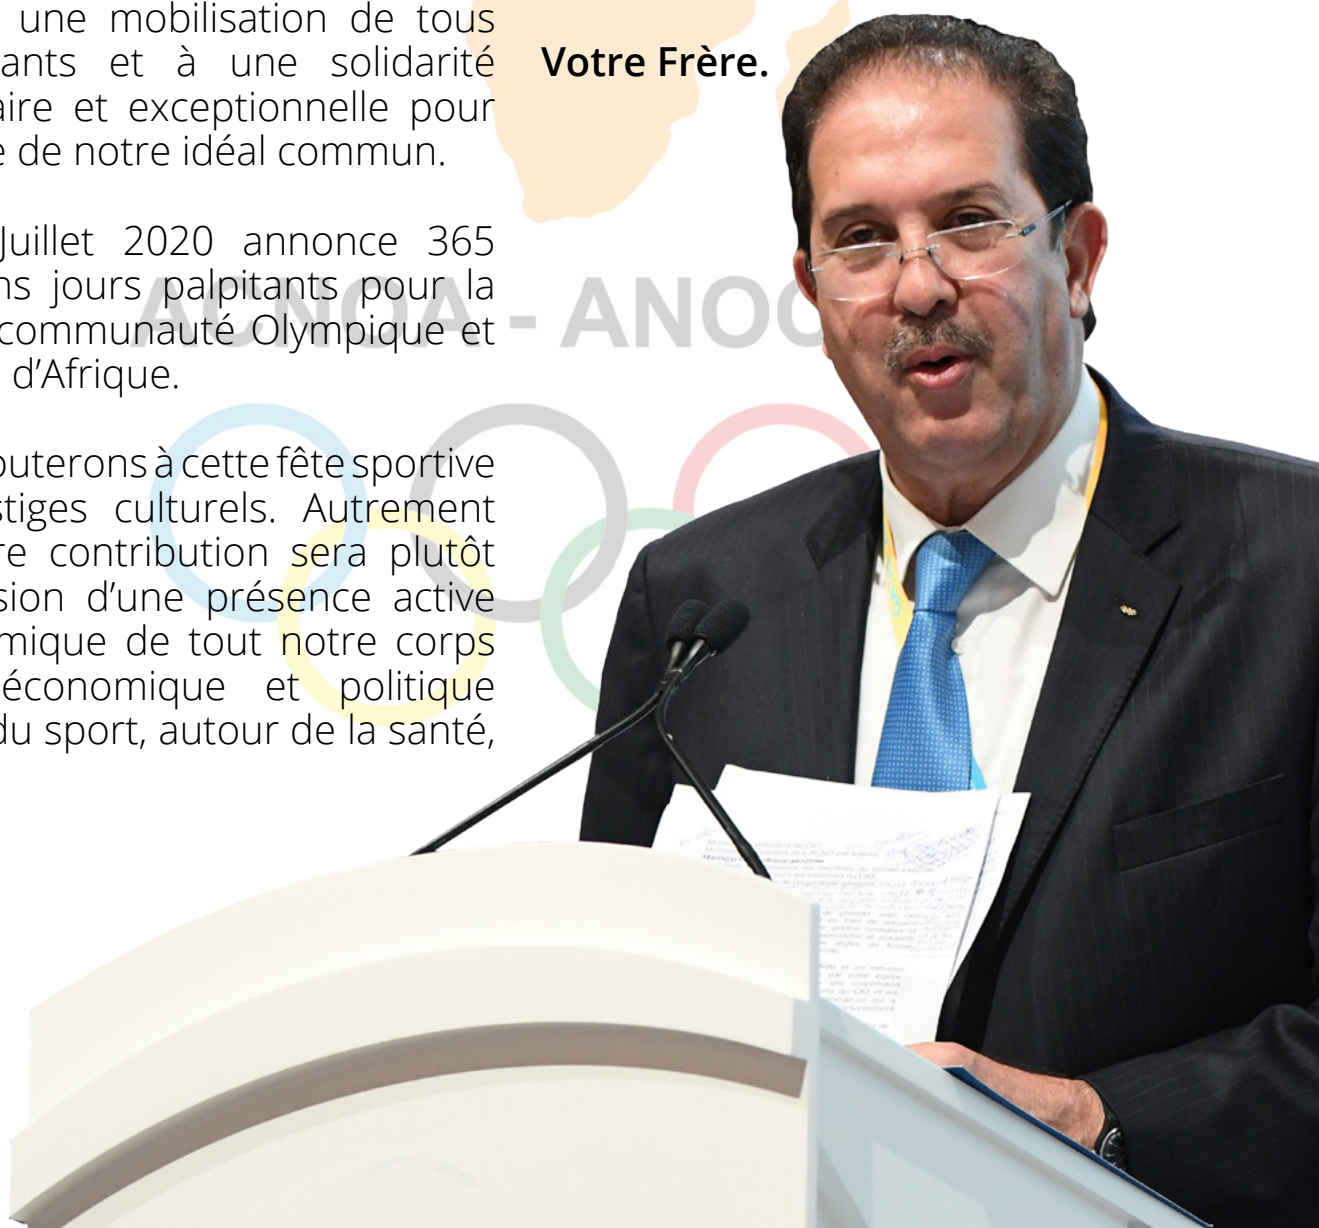 une mobilisation de tous
ants et à une solidarité
aire et exceptionnelle pour
e de notre idéal commun.
Juillet 2020 annonce 365
ns jours palpitants pour la
communauté Olympique et
d’Afrique.
outerons à cette fête sportive
stiges culturels. Autrement
re contribution sera plutôt
sion d’une présence active
mique de tout notre corps
économique et politique
du sport, autour de la santé,
Votre Frère.
ACNOA - ANOC